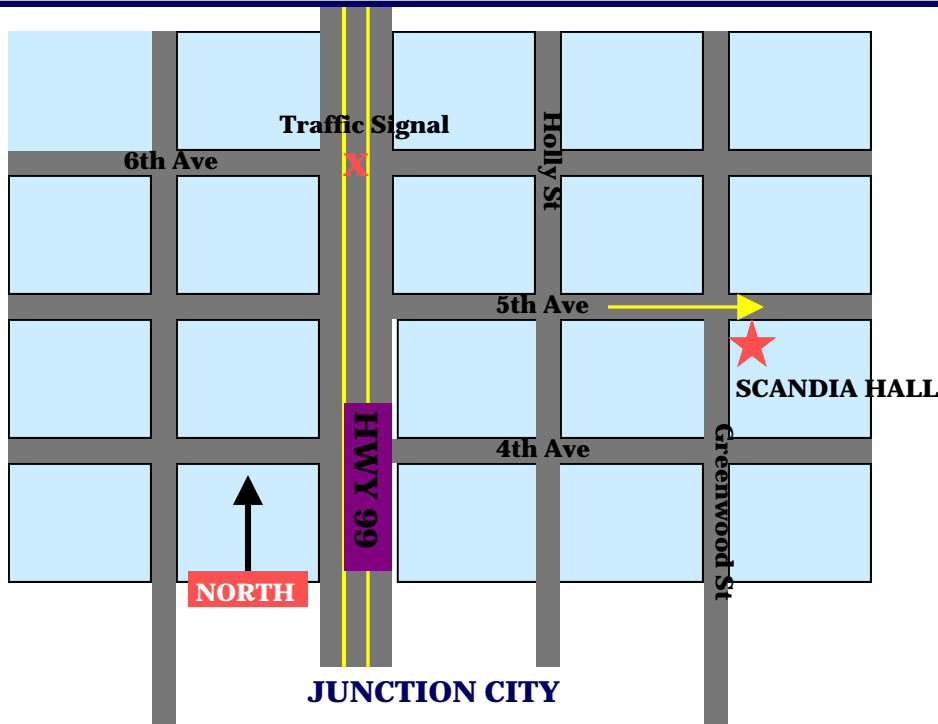 Traffic Signal
Holly St
6th Ave
X
5th Ave
SCANDIA HALL
HWY 99
4th Ave
Greenwood St
NORTH
JUNCTION CITY